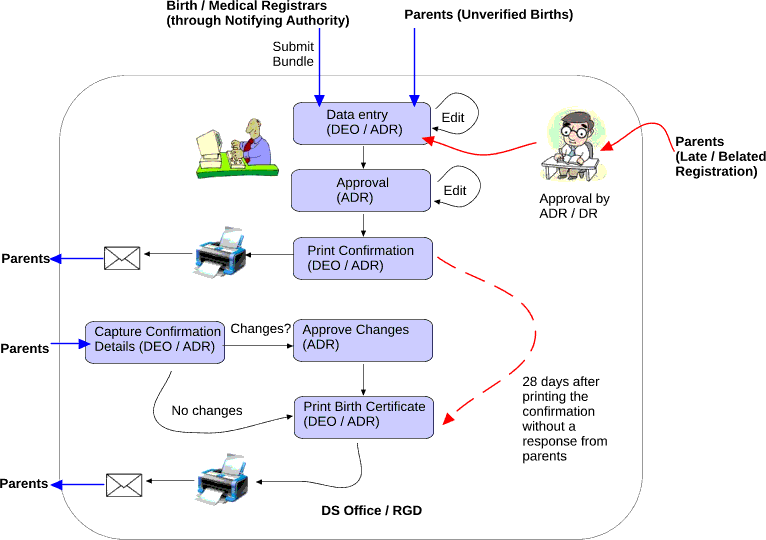 Birth / Medical Registrars
(through Notifying Authority)
Parents (Unverified Births)
Submit
Bundle
Data entry
(DEO / ADR)
Edit
Parents
(Late / Belated
Registration)
Approval
(ADR)
Edit
Approval by
ADR / DR
Print Confirmation
(DEO / ADR)
Parents
Capture Confirmation
Details (DEO / ADR)
Changes?
Approve Changes
(ADR)
Parents
28 days after
printing the
confirmation
without a
response from
parents
No changes
Print Birth Certificate
(DEO / ADR)
Parents
DS Office / RGD